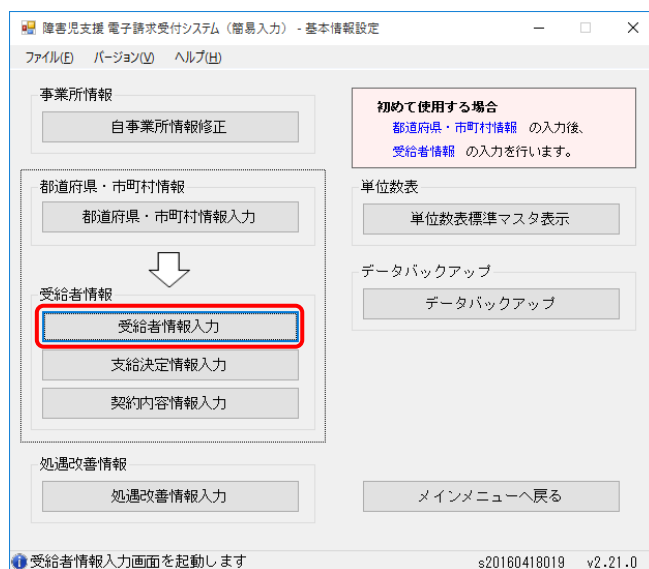 障害児支援 電子請求受付システム（簡易入力） - 基本情報設定
ファイル(F) バージョン(V) ヘルプ(H)
事業所情報
自事業所情報修正
初めて使用する場合
都道府県・市町村情報 の入力後、
受給者情報 の入力を行います。
都道府県・市町村情報
都道府県・市町村情報入力
単位数表
単位数表標準マスタ表示
受給者情報
受給者情報入力
支給決定情報入力
契約内容情報入力
データバックアップ
データバックアップ
処遇改善情報
処遇改善情報入力
メインメニューへ戻る
受給者情報入力画面を起動します s20160418019 v2.21.0